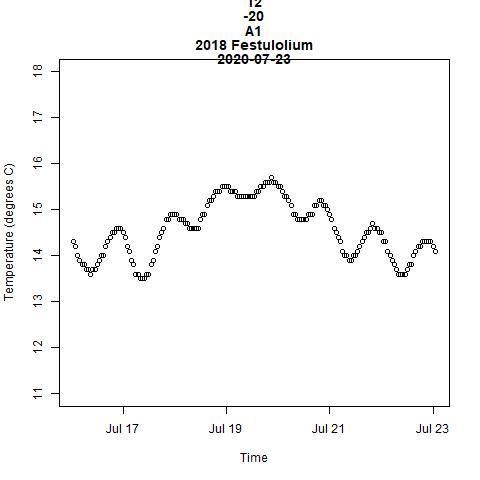 T2
-20
A1
2018 Festulolium
2020-07-23
18
17
16
15
14
13
12
11
Temperature (degrees C)
Jul 17
Jul 19
Jul 21
Jul 23
Time